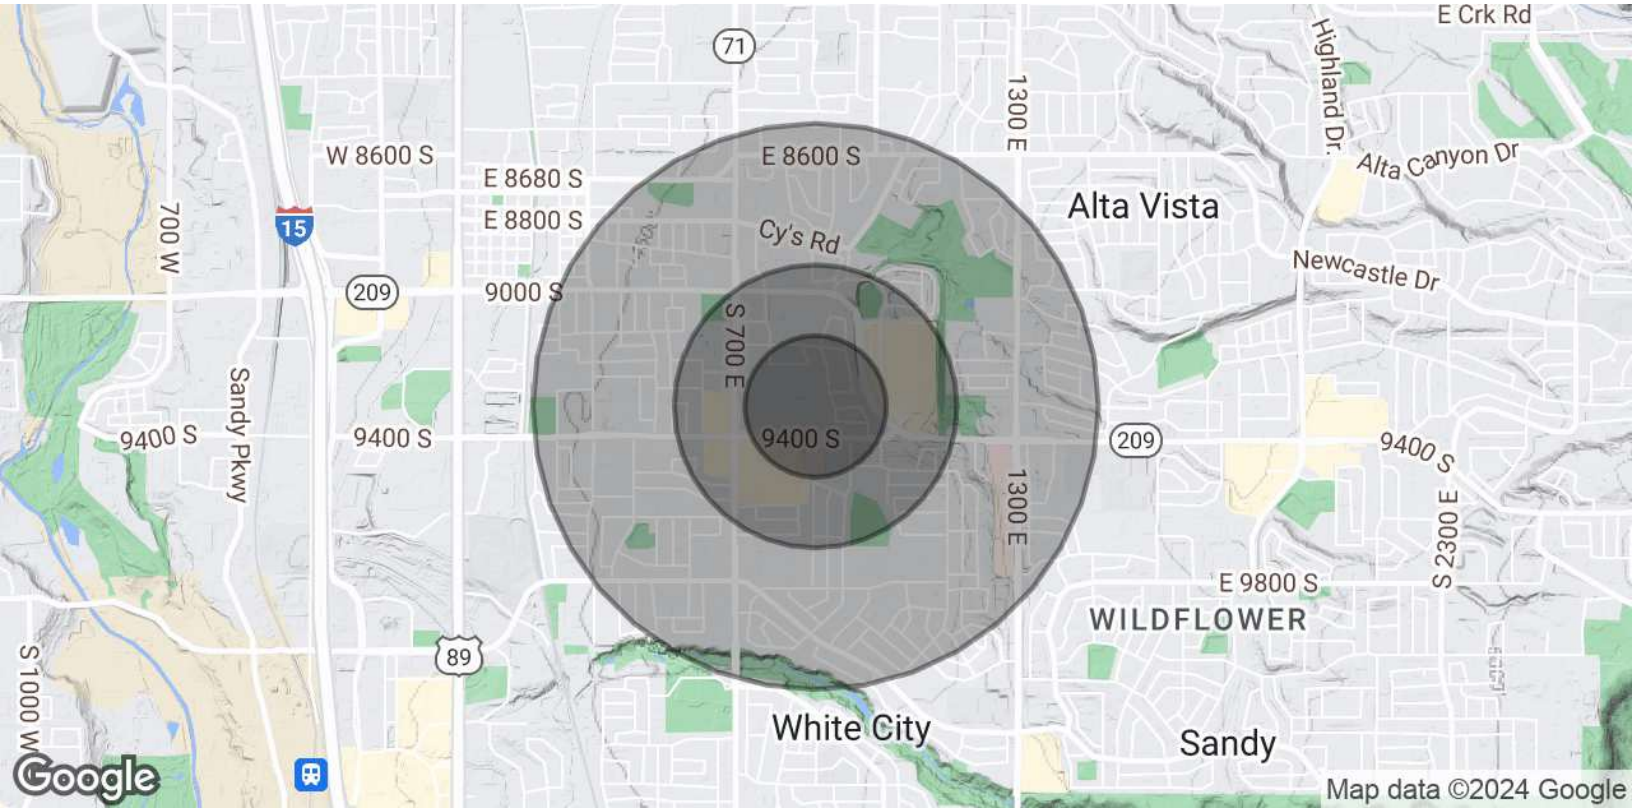 E Crk Rd
71
Highland Dr.
1300 E
W 8600 S
E 8600 S
Alta Canyon Dr
E 8680 S
Alta Vista
700 W
E 8800 S
15
Cy's Rd
Newcastle Dr
209
9000 S
S 700 E
Sandy Pkwy
9400 S
9400 S
9400 S
209
9400 S
1300 E
S 2300 E
E 9800 S
WILDFLOWER
89
S 1000 W
White City
Sandy
Google
Map data ©2024 Google